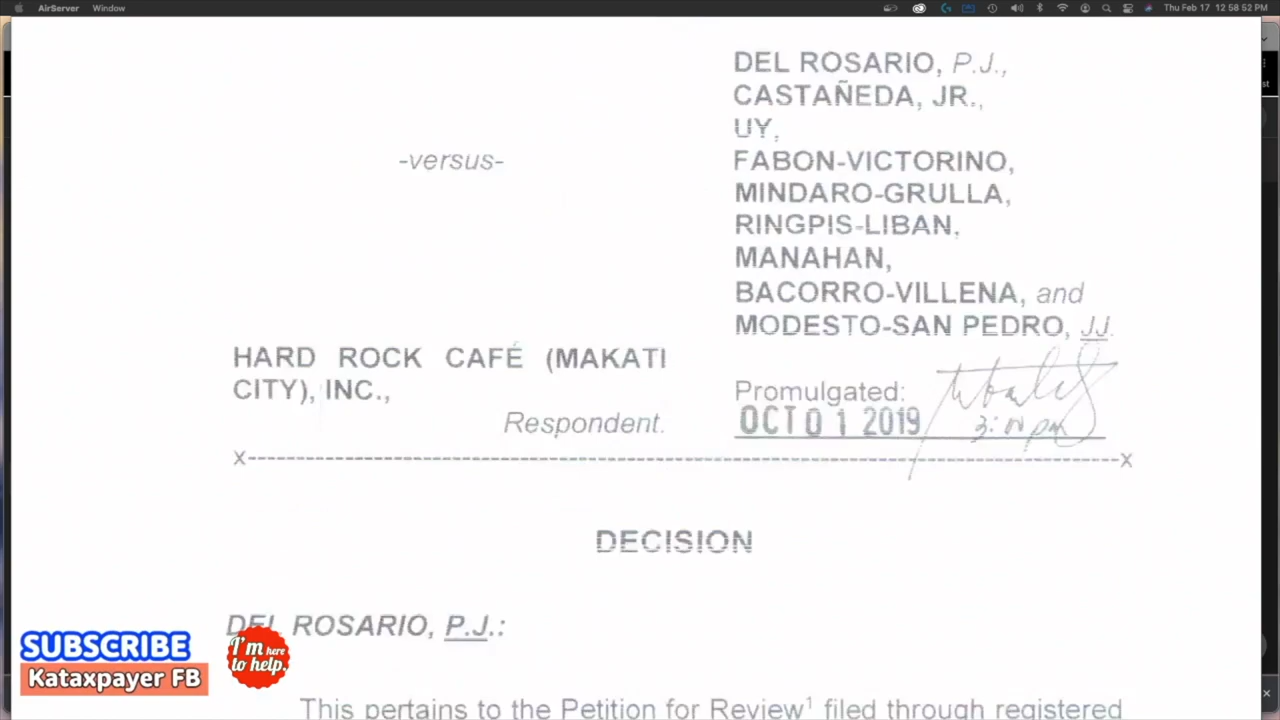 AirServer Window Thu Feb 17 12:58:52 PM
DEL ROSARIO, P.J.,
CASTAÑEDA, JR.,
UY,
-versus-
FABON-VICTORINO,
MINDARO-GRULLA,
RINGPIS-LIBAN,
MANAHAN,
BACORRO-VILLENA, and
MODESTO-SAN PEDRO, JJ.
HARD ROCK CAFÉ (MAKATI
CITY), INC.,
Respondent.
Promulgated:
OCT 01 2019
x-----------------------------------------------------------------------------------------x
DECISION
DEL ROSARIO, P.J.:
This pertains to the Petition for Review¹ filed through registered
SUBSCRIBE
Kataxpayer FB
I'm here
to help.